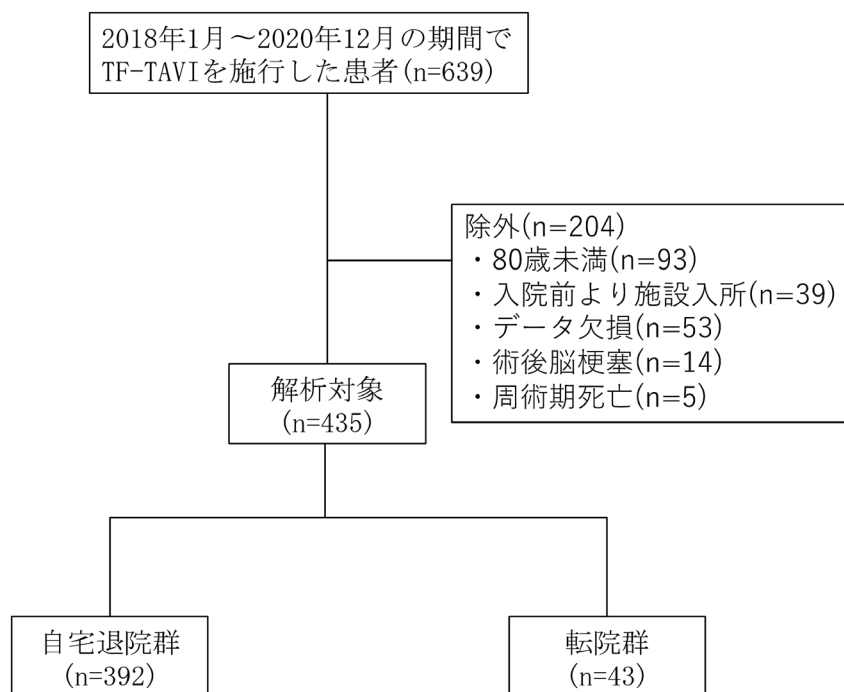 2018年1月～2020年12月の期間で
TF-TAVIを施行した患者(n=639)
除外(n=204)
・80歳未満(n=93)
・入院前より施設入所(n=39)
・データ欠損(n=53)
・術後脳梗塞(n=14)
・周術期死亡(n=5)
解析対象
(n=435)
自宅退院群
(n=392)
転院群
(n=43)